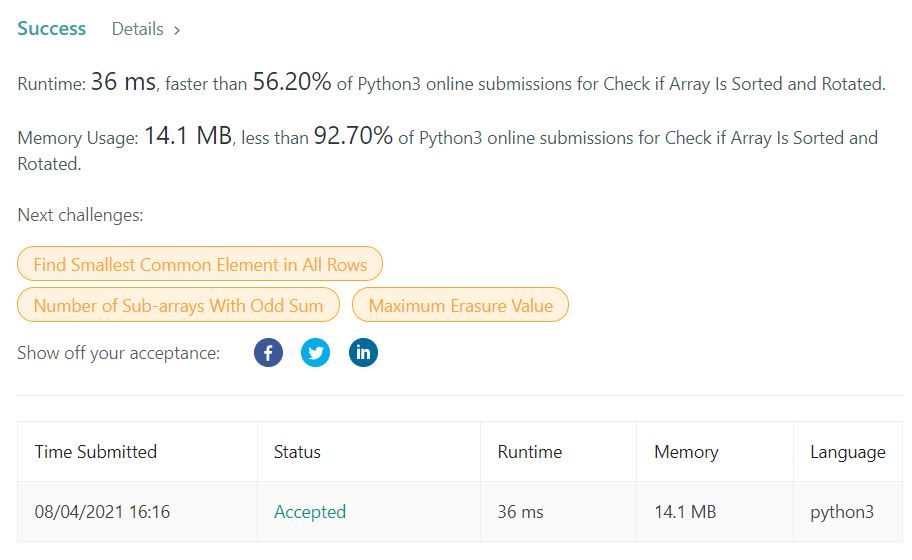 Success Details >
Runtime: 36 ms, faster than 56.20% of Python3 online submissions for Check if Array Is Sorted and Rotated.
Memory Usage: 14.1 MB, less than 92.70% of Python3 online submissions for Check if Array Is Sorted and
Rotated.
Next challenges:
Find Smallest Common Element in All Rows
Number of Sub-arrays With Odd Sum Maximum Erasure Value
Show off your acceptance: f in
Time Submitted Status Runtime Memory Language
08/04/2021 16:16 Accepted 36 ms 14.1 MB python3